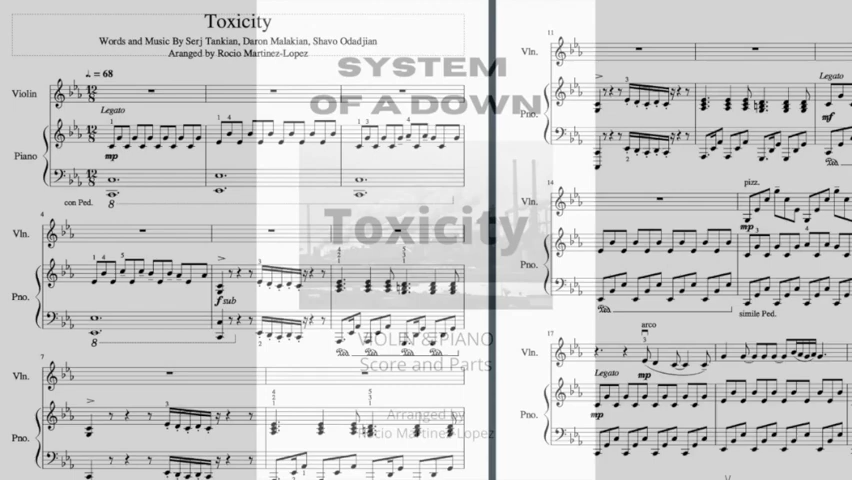 Toxicity
Words and Music By Serj Tankian, Daron Malakian, Shavo Odadjian
Arranged by Rocio Martinez-Lopez
SYSTEM
OF A DOWN
Toxicity
VIOLIN & PIANO
Score and Parts
Arranged by
Rocio Martinez-Lopez
♩. = 68
Violin
Legato
Piano
mp
con Ped.
8
4
Vln.
Pno.
f sub
8
7
Vln.
Pno.
11
Vln.
Pno.
Legato
mf
14
pizz.
Vln.
mp
Pno.
simile Ped.
17
arco
Vln.
Legato
mp
Pno.
mp